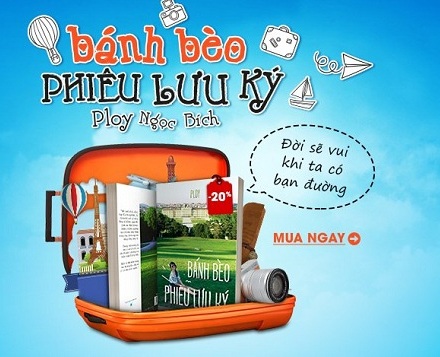 bánh bèo
PHIÊU LƯU KÝ
Ploy Ngọc Bích
Đời sẽ vui
khi ta có
bạn đường
PLOY
-20%
MUA NGAY
BÁNH BÈO
PHIÊU LƯU KÝ